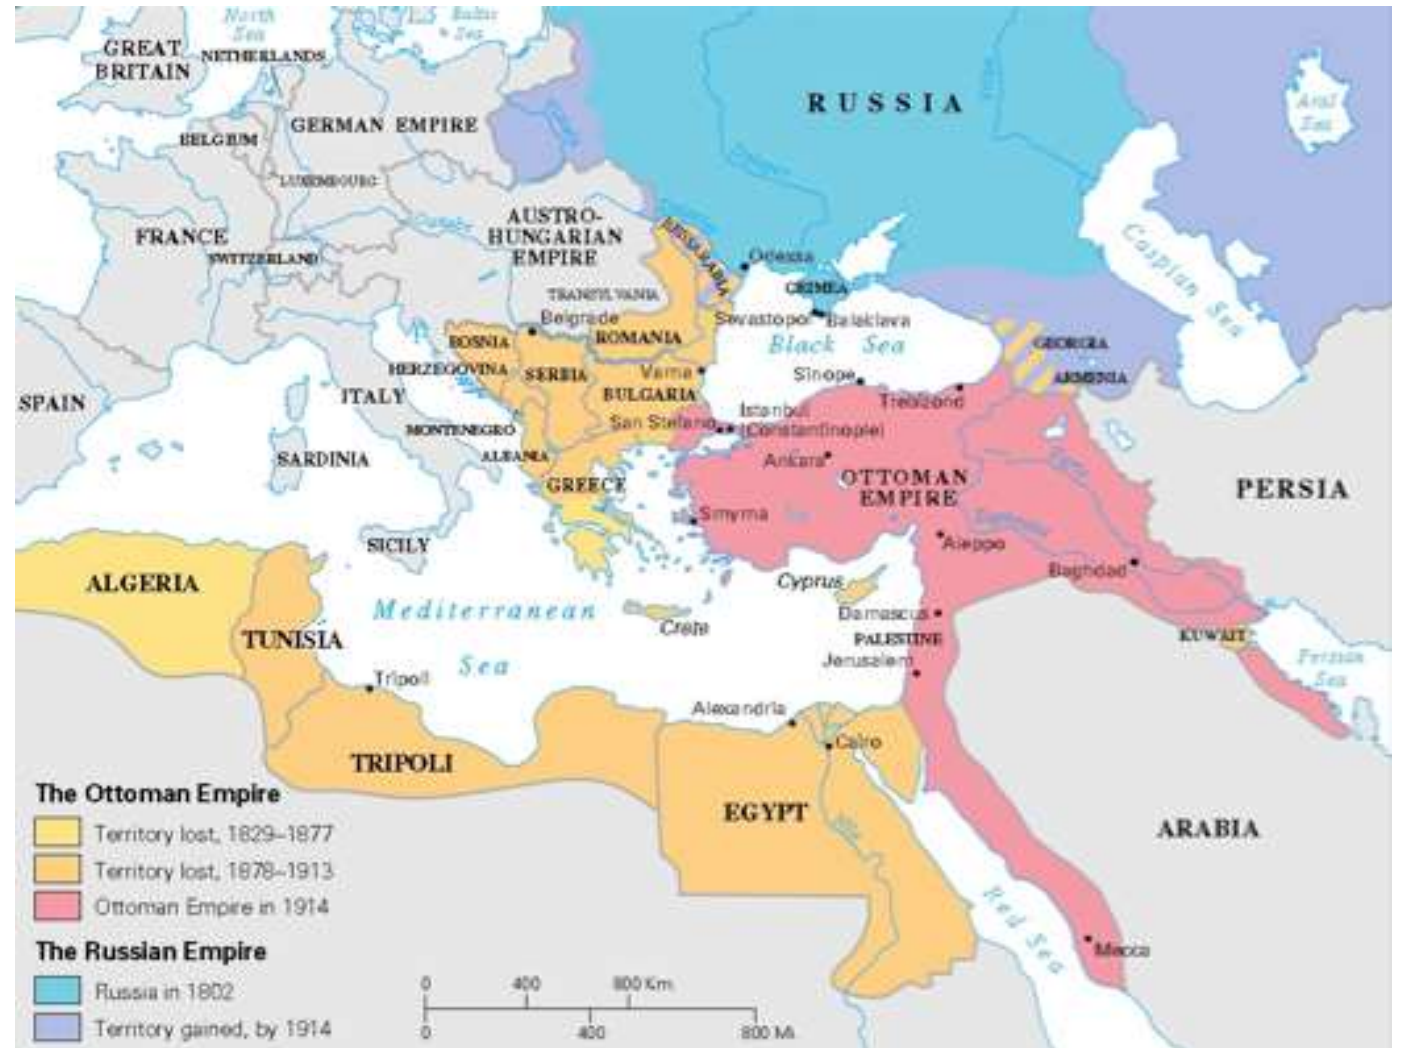 North
Sea
Baltic
Sea
GREAT
BRITAIN
NETHERLANDS
RUSSIA
Aral
Sea
BELGIUM
GERMAN EMPIRE
LUXEMBOURG
FRANCE
SWITZERLAND
Danube
AUSTRO-
HUNGARIAN
EMPIRE
TRANSYLVANIA
BESSARABIA
Odessa
CRIMEA
Caspian Sea
Belgrade
Sevastopol
Balaklava
BOSNIA
ROMANIA
Black Sea
GEORGIA
HERZEGOVINA
SERBIA
Varna
Sinope
ARMENIA
SPAIN
ITALY
BULGARIA
Trebizond
MONTENEGRO
San Stefano
Istanbul
(Constantinople)
SARDINIA
ALBANIA
Ankara
OTTOMAN
EMPIRE
GREECE
PERSIA
Smyrna
SICILY
Aleppo
ALGERIA
Cyprus
Baghdad
Mediterranean
Sea
Crete
Damascus
TUNISIA
PALESTINE
KUWAIT
Jerusalem
Persian
Sea
Tripoli
Alexandria
Cairo
TRIPOLI
EGYPT
Nile
ARABIA
Red Sea
Mecca
The Ottoman Empire
Territory lost, 1829–1877
Territory lost, 1878–1913
Ottoman Empire in 1914
The Russian Empire
Russia in 1802
Territory gained, by 1914
0 400 800 Km.
0 400 800 Mi.